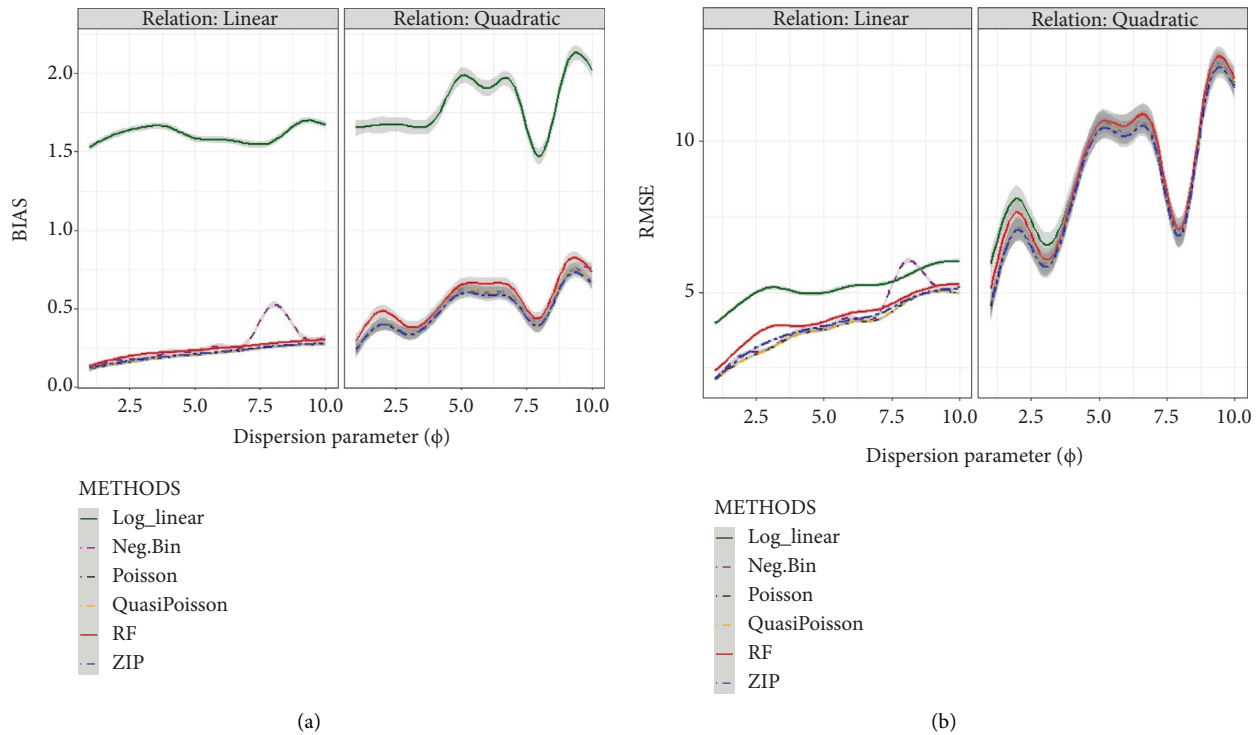 Relation: Linear
Relation: Quadratic
2.0
1.5
1.0
0.5
0.0
BIAS
2.5
5.0
7.5
10.0
2.5
5.0
7.5
10.0
Dispersion parameter (ϕ)
METHODS
Log_linear
Neg.Bin
Poisson
QuasiPoisson
RF
ZIP
(a)
Relation: Linear
Relation: Quadratic
10
5
RMSE
2.5
5.0
7.5
10.0
2.5
5.0
7.5
10.0
Dispersion parameter (ϕ)
METHODS
Log_linear
Neg.Bin
Poisson
QuasiPoisson
RF
ZIP
(b)